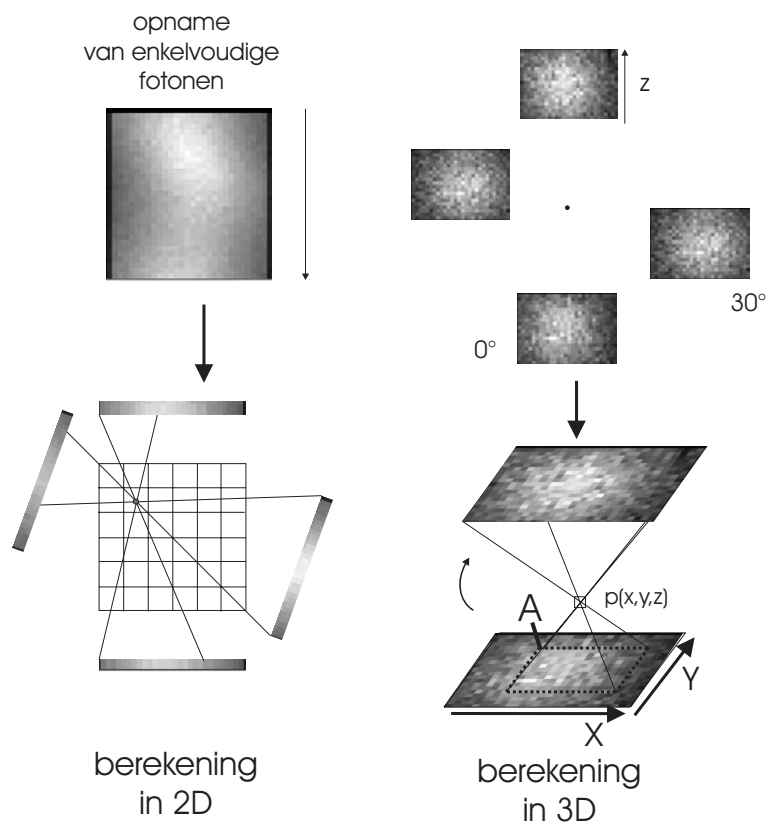 opname
van enkelvoudige
fotonen
z
30°
0°
p(x,y,z)
A
Y
X
berekening
in 2D
berekening
in 3D